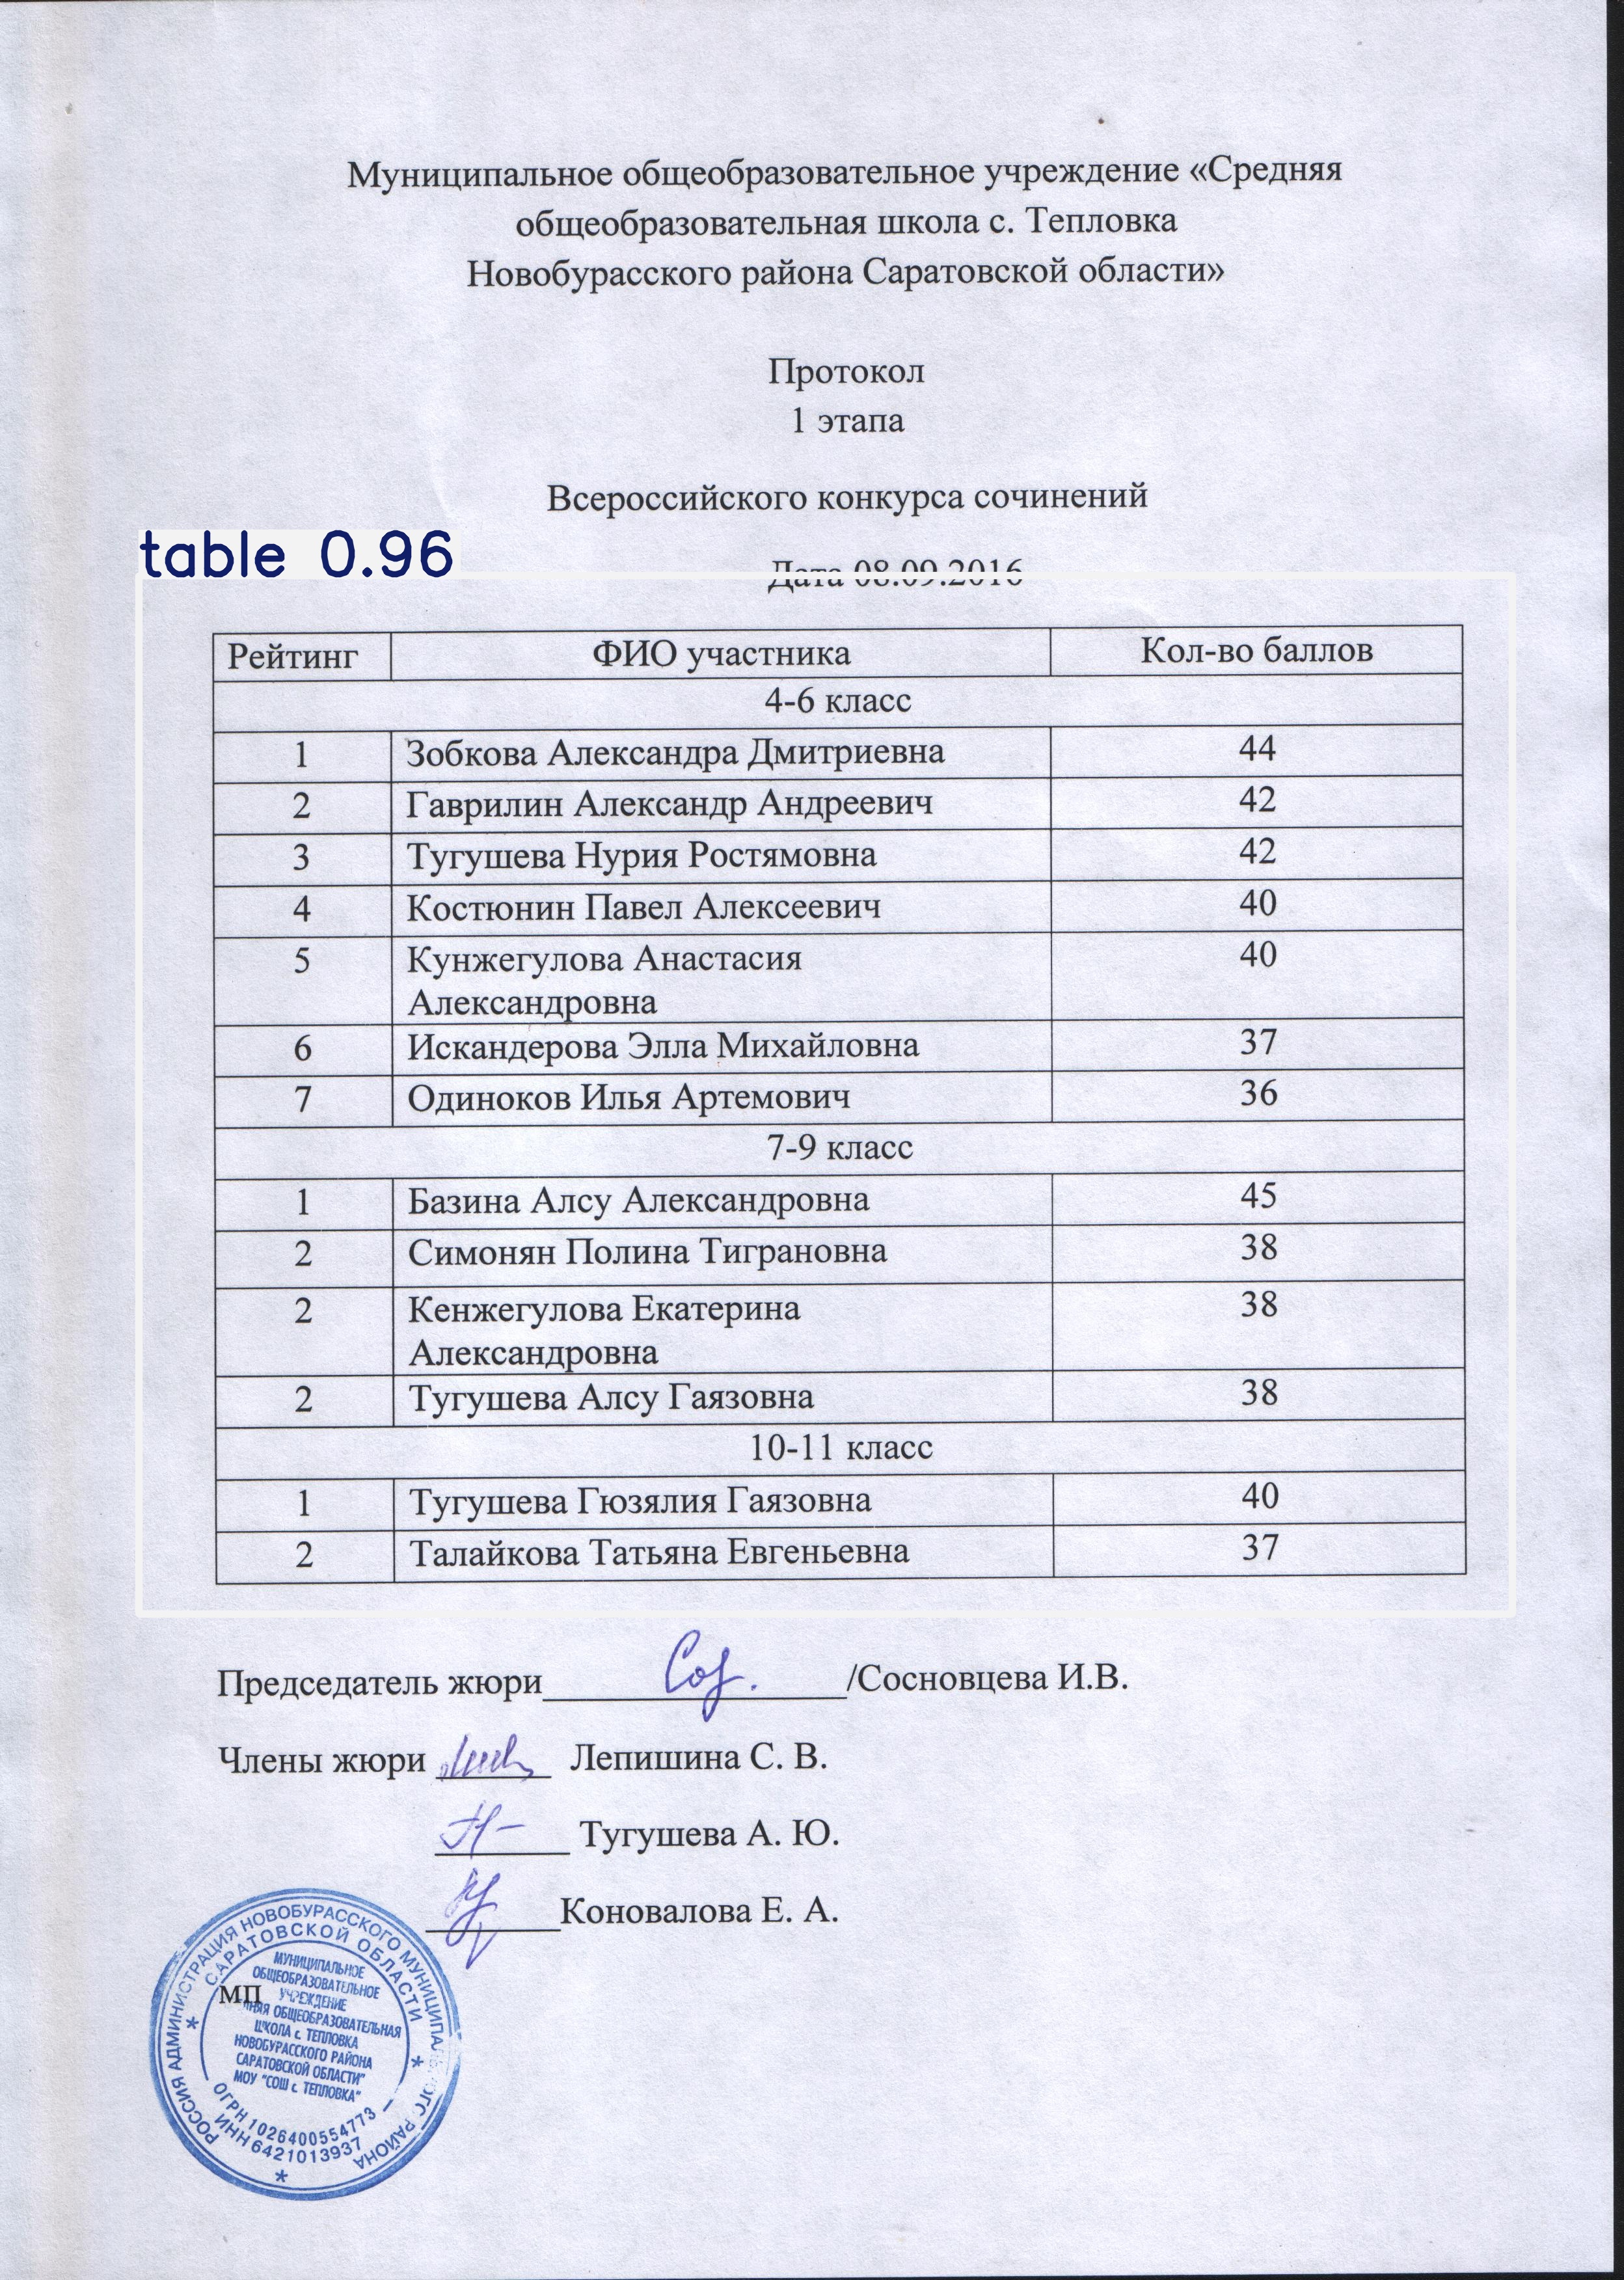 Муниципальное общеобразовательное учреждение «Средняя
общеобразовательная школа с. Тепловка
Новобурасского района Саратовской области»
Протокол
1 этапа
Всероссийского конкурса сочинений
table 0.96
Дата 08.09.2016
Рейтинг ФИО участника Кол-во баллов
4-6 класс
1 Зобкова Александра Дмитриевна 44
2 Гаврилин Александр Андреевич 42
3 Тугушева Нурия Ростямовна 42
4 Костюнин Павел Алексеевич 40
5 Кунжегулова Анастасия 40
Александровна
6 Искандерова Элла Михайловна 37
7 Одиноков Илья Артемович 36
7-9 класс
1 Базина Алсу Александровна 45
2 Симонян Полина Тиграновна 38
2 Кенжегулова Екатерина 38
Александровна
2 Тугушева Алсу Гаязовна 38
10-11 класс
1 Тугушева Гюзялия Гаязовна 40
2 Талайкова Татьяна Евгеньевна 37
Председатель жюри /Сосновцева И.В.
Члены жюри Лепишина С. В.
Тугушева А. Ю.
Коновалова Е. А.
мп
РОССИЯ АДМИНИСТРАЦИЯ НОВОБУРАССКОГО РАЙОНА
САРАТОВСКОЙ ОБЛАСТИ
МУНИЦИПАЛЬНОЕ
ОБЩЕОБРАЗОВАТЕЛЬНОЕ
УЧРЕЖДЕНИЕ
ОБЩЕОБРАЗОВАТЕЛЬНАЯ
ШКОЛА с. ТЕПЛОВКА
НОВОБУРАССКОГО РАЙОНА
САРАТОВСКОЙ ОБЛАСТИ"
МОУ "СОШ с. ТЕПЛОВКА"
ОГРН 1026400554773
ИНН 6421013937